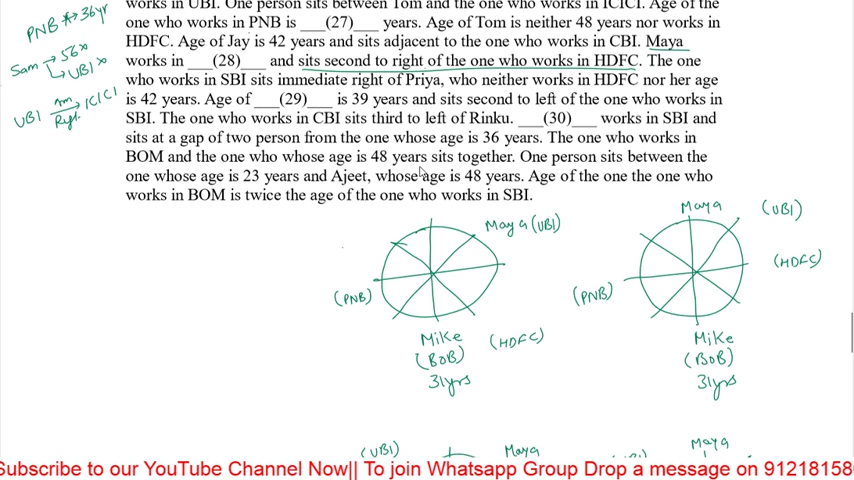 works in UBI. One person sits between Tom and the one who works in ICICI. Age of the
one who works in PNB is ___(27)___ years. Age of Tom is neither 48 years nor works in
HDFC. Age of Jay is 42 years and sits adjacent to the one who works in CBI. Maya
works in ___(28)___ and sits second to right of the one who works in HDFC. The one
who works in SBI sits immediate right of Priya, who neither works in HDFC nor her age
is 42 years. Age of ___(29)___ is 39 years and sits second to left of the one who works in
SBI. The one who works in CBI sits third to left of Rinku. ___(30)___ works in SBI and
sits at a gap of two person from the one whose age is 36 years. The one who works in
BOM and the one who whose age is 48 years sits together. One person sits between the
one whose age is 23 years and Ajeet, whose age is 48 years. Age of the one the one who
works in BOM is twice the age of the one who works in SBI.
PNB 36yr
Sam → 56x
UBI x
UBI ICICI
Maya (UBI)
(PNB)
Mike (HDFC)
(BOB)
31yrs
Maya (UBI)
(HDFC)
(PNB)
Mike
(BOB)
31yrs
(UBI) Maya
Maya
Subscribe to our YouTube Channel Now|| To join Whatsapp Group Drop a message on 91218158